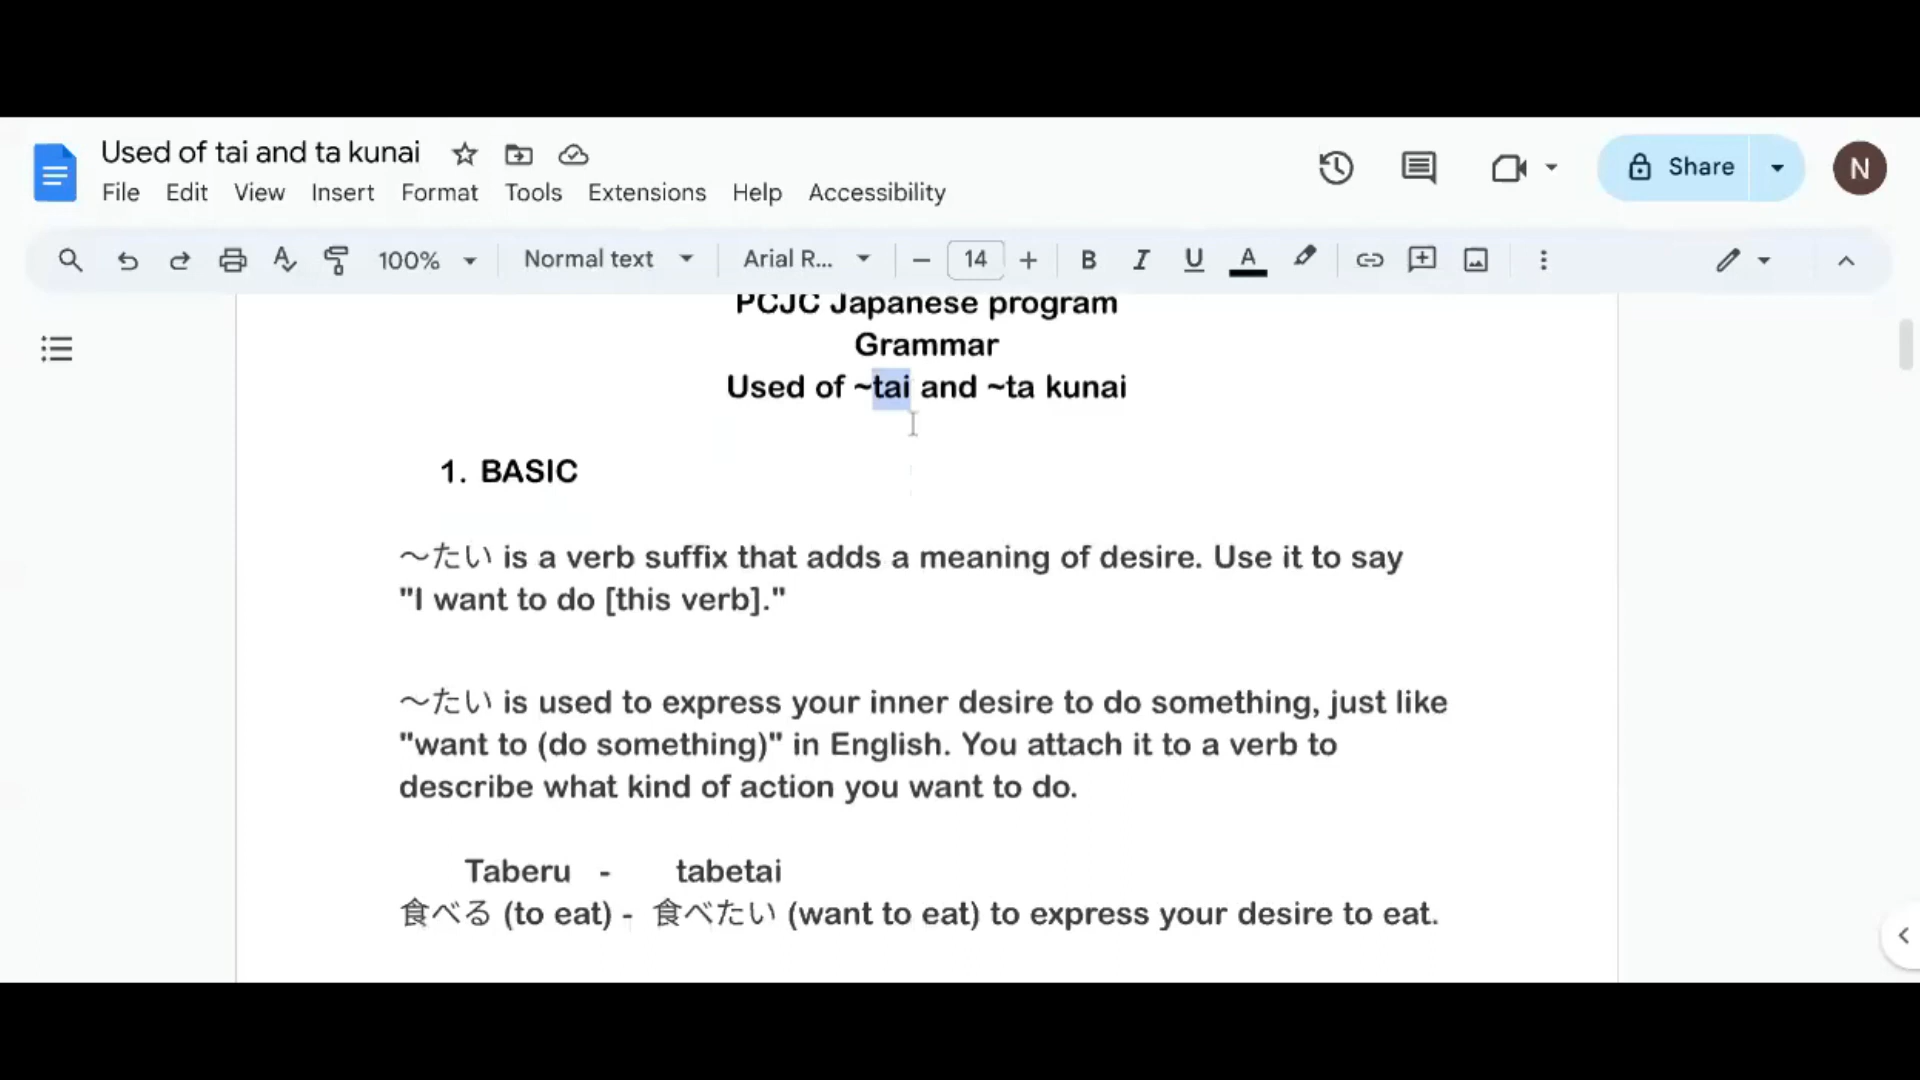 Used of tai and ta kunai
File Edit View Insert Format Tools Extensions Help Accessibility
Share
N
100% Normal text Arial R... 14 B I U A
PCJC Japanese program
Grammar
Used of ~tai and ~ta kunai
1. BASIC
～たい is a verb suffix that adds a meaning of desire. Use it to say
"I want to do [this verb]."
～たい is used to express your inner desire to do something, just like
"want to (do something)" in English. You attach it to a verb to
describe what kind of action you want to do.
Taberu - tabetai
食べる (to eat) - 食べたい (want to eat) to express your desire to eat.